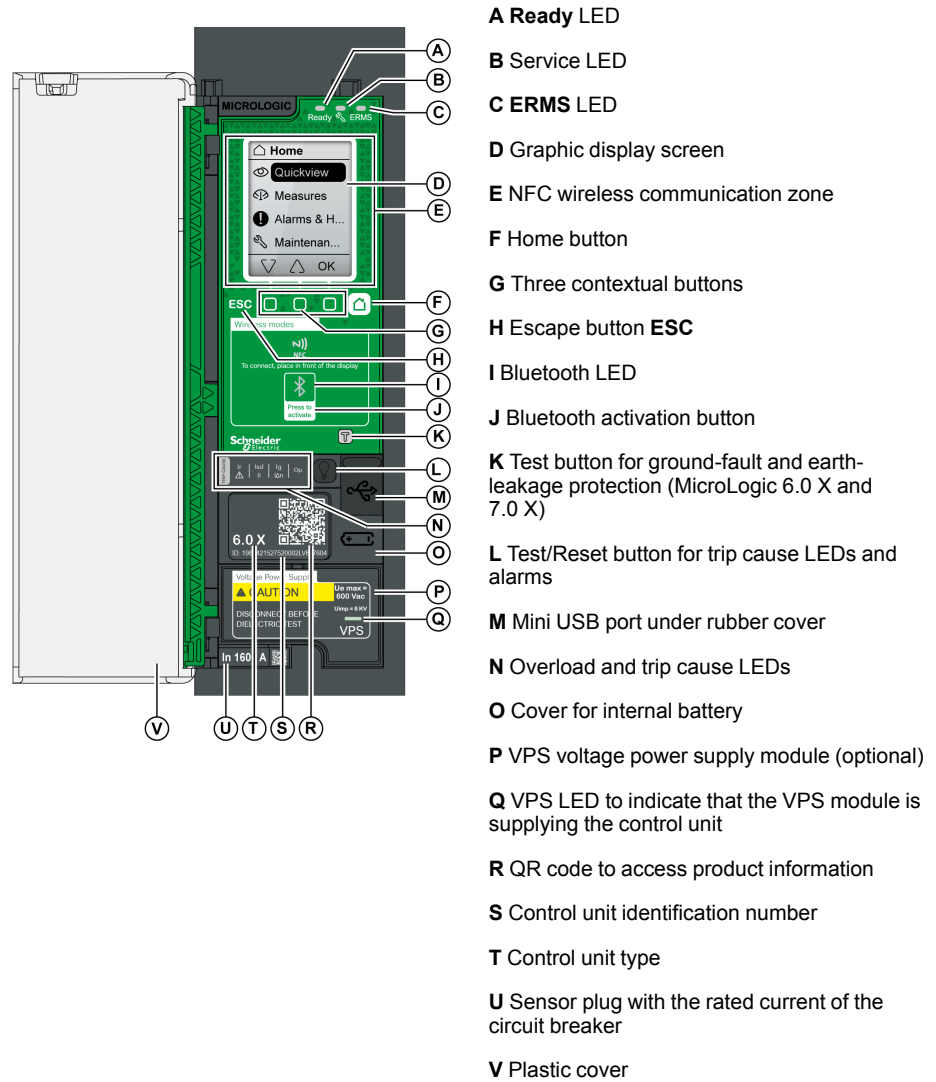 MICROLOGIC
Ready ERMS
Home
Quickview
Measures
Alarms & H...
Maintenan...
OK
ESC
Wireless modes
NFC
To connect, place in front of the display
Press to
activate
Schneider
Electric
T
Ir Isd Ig Op.
Ii IΔn
6.0 X
Voltage Power Supply
CAUTION
Ue max =
600 Vac
Uimp = 8 KV
DISCONNECT BEFORE
DIELECTRIC TEST
VPS
In 160 A
A
B
C
D
E
F
G
H
I
J
K
L
M
N
O
P
Q
V
U
T
S
R
A Ready LED
B Service LED
C ERMS LED
D Graphic display screen
E NFC wireless communication zone
F Home button
G Three contextual buttons
H Escape button ESC
I Bluetooth LED
J Bluetooth activation button
K Test button for ground-fault and earth-
leakage protection (MicroLogic 6.0 X and
7.0 X)
L Test/Reset button for trip cause LEDs and
alarms
M Mini USB port under rubber cover
N Overload and trip cause LEDs
O Cover for internal battery
P VPS voltage power supply module (optional)
Q VPS LED to indicate that the VPS module is
supplying the control unit
R QR code to access product information
S Control unit identification number
T Control unit type
U Sensor plug with the rated current of the
circuit breaker
V Plastic cover